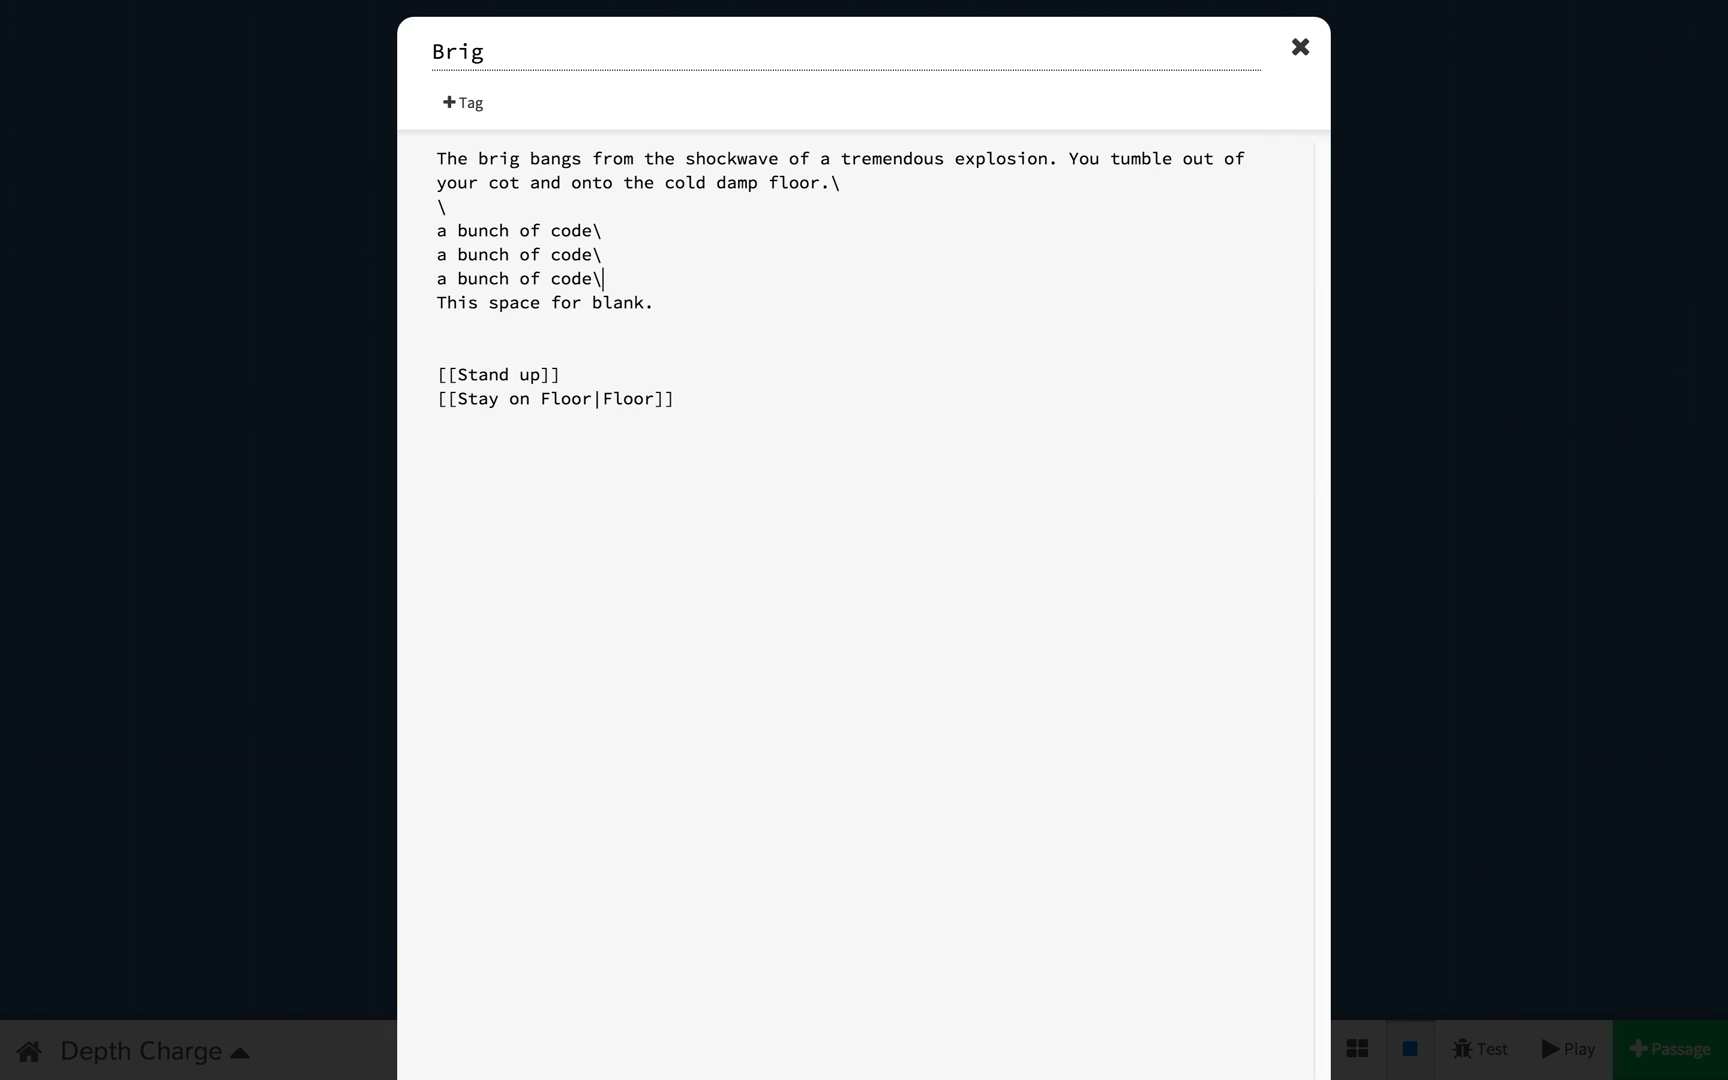 Brig
Tag
The brig bangs from the shockwave of a tremendous explosion. You tumble out of
your cot and onto the cold damp floor.\
\
a bunch of code\
a bunch of code\
a bunch of code\
This space for blank.
[[Stand up]]
[[Stay on Floor|Floor]]
Depth Charge
Test
Play
Passage